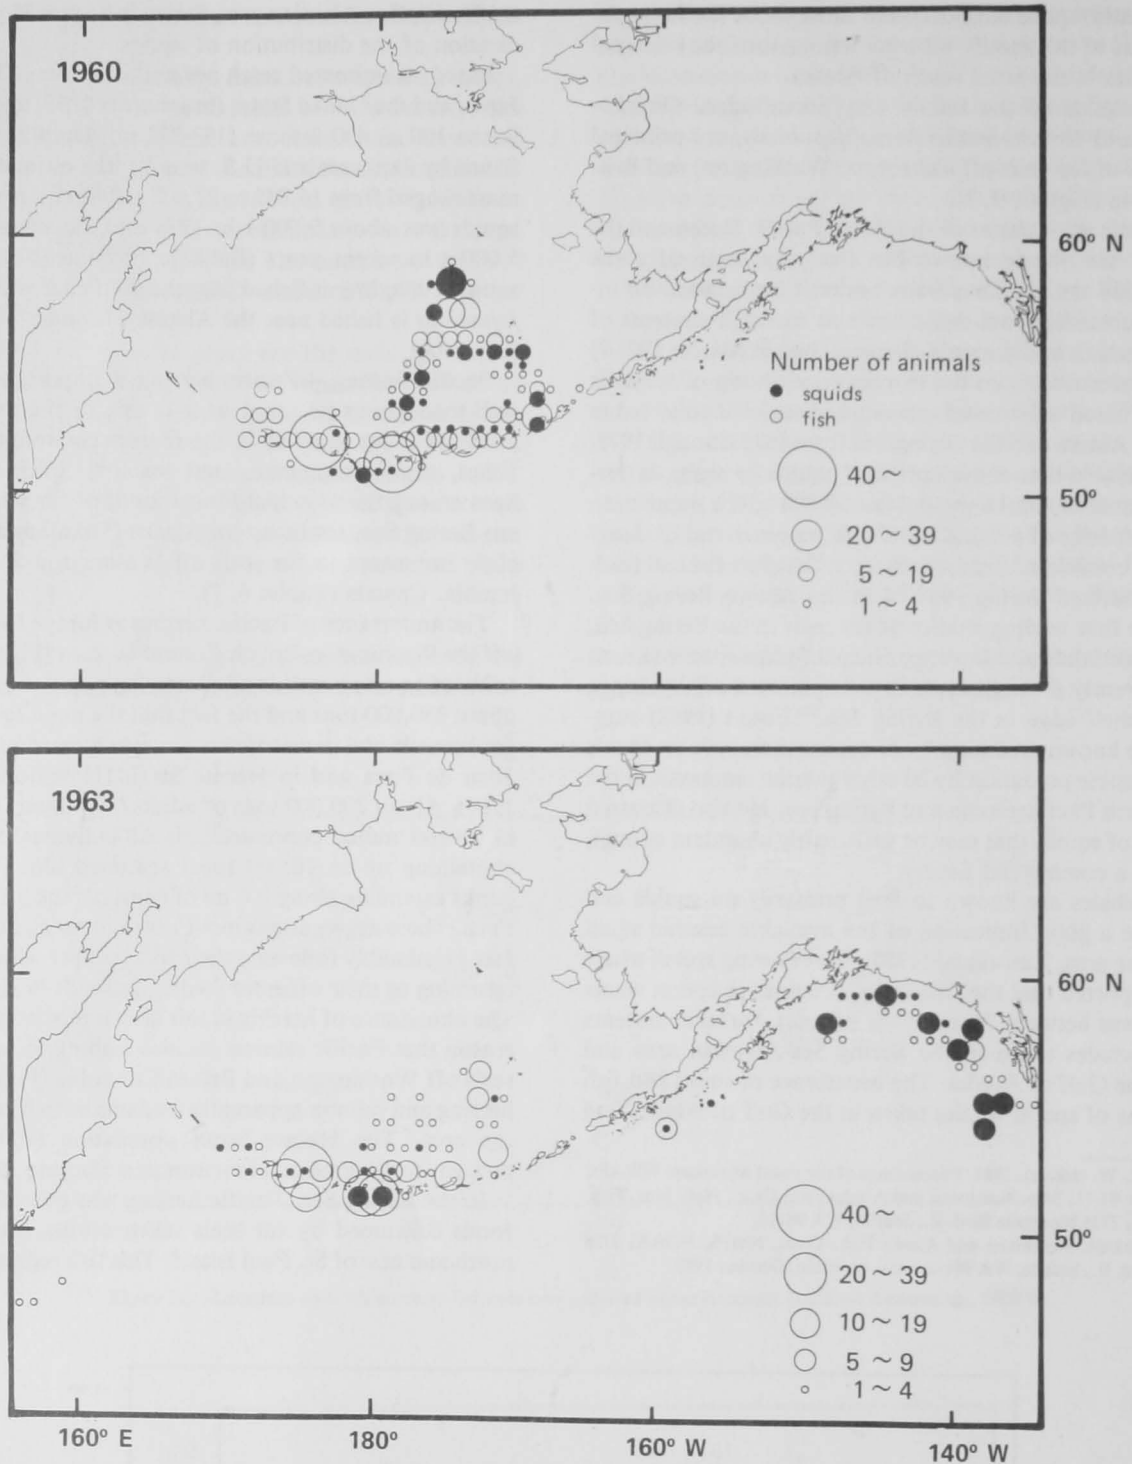 1960
60° N
Number of animals
squids
fish
40 ~
20 ~ 39
5 ~ 19
1 ~ 4
50°
1963
60° N
50°
40 ~
20 ~ 39
10 ~ 19
5 ~ 9
1 ~ 4
160° E
180°
160° W
140° W